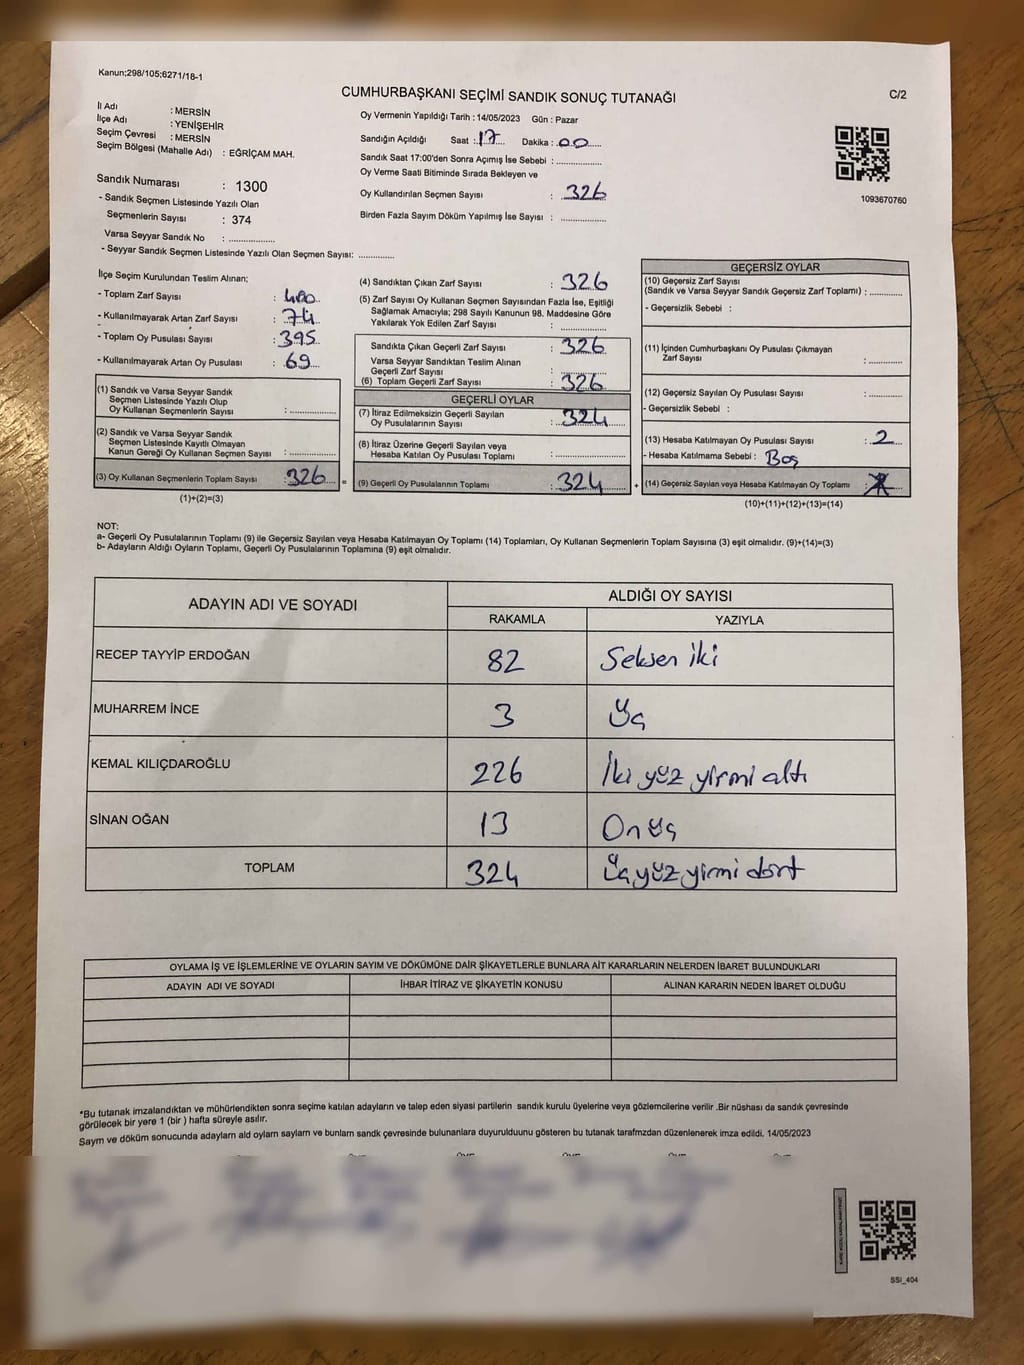 Kanun;298/105;6271/18-1
CUMHURBAŞKANI SEÇİMİ SANDIK SONUÇ TUTANAĞI
C/2
İl Adı : MERSİN
İlçe Adı : YENİŞEHİR
Seçim Çevresi : MERSİN
Seçim Bölgesi (Mahalle Adı) : EĞRİÇAM MAH.
Sandık Numarası : 1300
- Sandık Seçmen Listesinde Yazılı Olan
Seçmenlerin Sayısı : 374
Varsa Seyyar Sandık No : ..................
- Seyyar Sandık Seçmen Listesinde Yazılı Olan Seçmen Sayısı: ..............
Oy Vermenin Yapıldığı Tarih : 14/05/2023 Gün : Pazar
Sandığın Açıldığı Saat : 17 Dakika : 00
Sandık Saat 17:00'den Sonra Açımış İse Sebebi : ..................
Oy Verme Saati Bitiminde Sırada Bekleyen ve
Oy Kullandırılan Seçmen Sayısı : 326
Birden Fazla Sayım Döküm Yapılmış İse Sayısı : ..................
1093670760
İlçe Seçim Kurulundan Teslim Alınan;
- Toplam Zarf Sayısı : 400
- Kullanılmayarak Artan Zarf Sayısı : 74
- Toplam Oy Pusulası Sayısı : 395
- Kullanılmayarak Artan Oy Pusulası : 69
(1) Sandık ve Varsa Seyyar Sandık
Seçmen Listesinde Yazılı Olup
Oy Kullanan Seçmenlerin Sayısı : ..................
(2) Sandık ve Varsa Seyyar Sandık
Seçmen Listesinde Kayıtlı Olmayan
Kanun Gereği Oy Kullanan Seçmen Sayısı : ..................
(3) Oy Kullanan Seçmenlerin Toplam Sayısı : 326 =
(1)+(2)=(3)
(4) Sandıktan Çıkan Zarf Sayısı : 326
(5) Zarf Sayısı Oy Kullanan Seçmen Sayısından Fazla İse, Eşitliği
Sağlamak Amacıyla; 298 Sayılı Kanunun 98. Maddesine Göre
Yakılarak Yok Edilen Zarf Sayısı : ..................
Sandıkta Çıkan Geçerli Zarf Sayısı : 326
Varsa Seyyar Sandıktan Teslim Alınan
Geçerli Zarf Sayısı : ..................
(6) Toplam Geçerli Zarf Sayısı : 326
GEÇERLİ OYLAR
(7) İtiraz Edilmeksizin Geçerli Sayılan
Oy Pusulalarının Sayısı : 324
(8) İtiraz Üzerine Geçerli Sayılan veya
Hesaba Katılan Oy Pusulası Toplamı : ..................
(9) Geçerli Oy Pusulalarının Toplamı : 324 +
GEÇERSİZ OYLAR
(10) Geçersiz Zarf Sayısı
(Sandık ve Varsa Seyyar Sandık Geçersiz Zarf Toplamı) : ............
- Geçersizlik Sebebi :
(11) İçinden Cumhurbaşkanı Oy Pusulası Çıkmayan
Zarf Sayısı : ............
(12) Geçersiz Sayılan Oy Pusulası Sayısı : ............
- Geçersizlik Sebebi :
(13) Hesaba Katılmayan Oy Pusulası Sayısı : 2
- Hesaba Katılmama Sebebi : Boş
(14) Geçersiz Sayılan veya Hesaba Katılmayan Oy Toplamı :
(10)+(11)+(12)+(13)=(14)
NOT:
a- Geçerli Oy Pusulalarının Toplamı (9) ile Geçersiz Sayılan veya Hesaba Katılmayan Oy Toplamı (14) Toplamları, Oy Kullanan Seçmenlerin Toplam Sayısına (3) eşit olmalıdır. (9)+(14)=(3)
b- Adayların Aldığı Oyların Toplamı, Geçerli Oy Pusulalarının Toplamına (9) eşit olmalıdır.
ADAYIN ADI VE SOYADI
ALDIĞI OY SAYISI
RAKAMLA YAZIYLA
RECEP TAYYİP ERDOĞAN 82 Seksen iki
MUHARREM İNCE 3 Üç
KEMAL KILIÇDAROĞLU 226 İki yüz yirmi altı
SİNAN OĞAN 13 On üç
TOPLAM 324 Üç yüz yirmi dört
OYLAMA İŞ VE İŞLEMLERİNE VE OYLARIN SAYIM VE DÖKÜMÜNE DAİR ŞİKAYETLERLE BUNLARA AİT KARARLARIN NELERDEN İBARET BULUNDUKLARI
ADAYIN ADI VE SOYADI İHBAR İTİRAZ VE ŞİKAYETİN KONUSU ALINAN KARARIN NEDEN İBARET OLDUĞU
*Bu tutanak imzalandıktan ve mühürlendikten sonra seçime katılan adayların ve talep eden siyasi partilerin sandık kurulu üyelerine veya gözlemcilerine verilir .Bir nüshası da sandık çevresinde
görülecek bir yere 1 (bir ) hafta süreyle asılır.
Saym ve döküm sonucunda adaylarn ald oylarn saylarn ve bunlarn sandk çevresinde bulunanlara duyurulduunu gösteren bu tutanak tarafmzdan düzenlenerek imza edildi. 14/05/2023
SSI_404